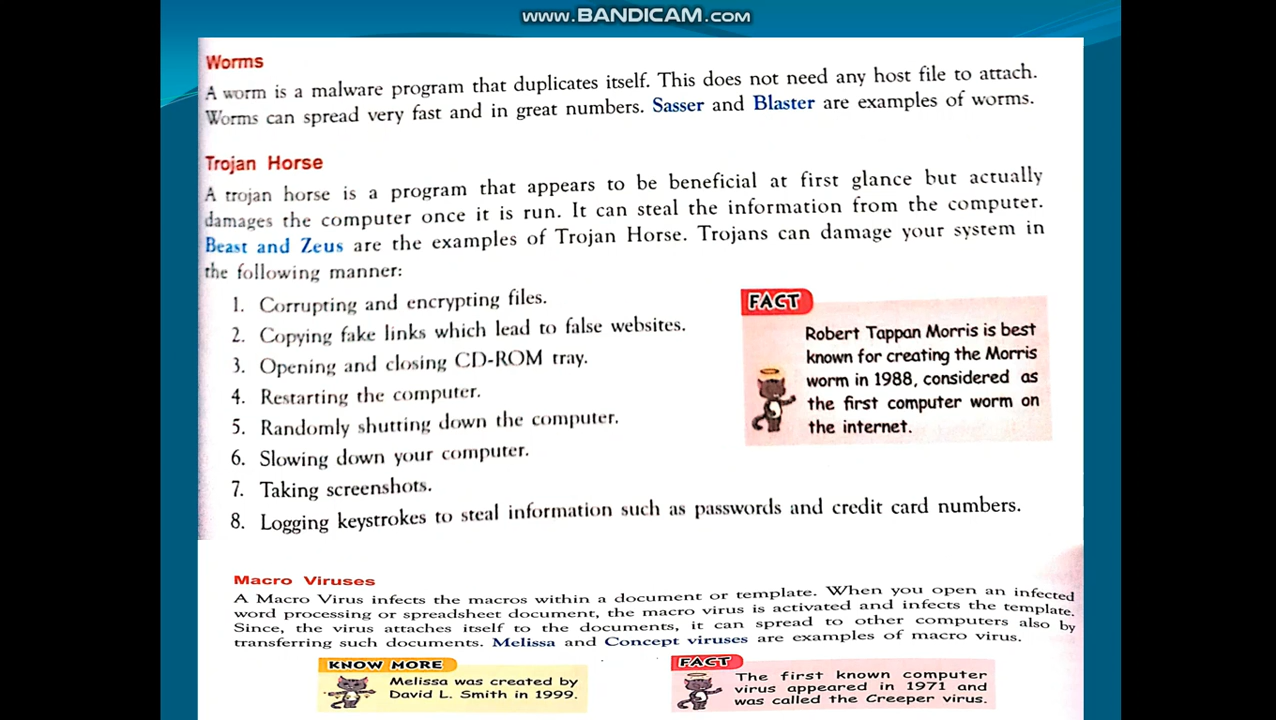 www.BANDICAM.com
Worms
A worm is a malware program that duplicates itself. This does not need any host file to attach.
Worms can spread very fast and in great numbers. Sasser and Blaster are examples of worms.
Trojan Horse
A trojan horse is a program that appears to be beneficial at first glance but actually
damages the computer once it is run. It can steal the information from the computer.
Beast and Zeus are the examples of Trojan Horse. Trojans can damage your system in
the following manner:
1. Corrupting and encrypting files.
2. Copying fake links which lead to false websites.
3. Opening and closing CD-ROM tray.
4. Restarting the computer.
5. Randomly shutting down the computer.
6. Slowing down your computer.
7. Taking screenshots.
8. Logging keystrokes to steal information such as passwords and credit card numbers.
FACT
Robert Tappan Morris is best
known for creating the Morris
worm in 1988, considered as
the first computer worm on
the internet.
Macro Viruses
A Macro Virus infects the macros within a document or template. When you open an infected
word processing or spreadsheet document, the macro virus is activated and infects the template.
Since, the virus attaches itself to the documents, it can spread to other computers also by
transferring such documents. Melissa and Concept viruses are examples of macro virus.
KNOW MORE
Melissa was created by
David L. Smith in 1999.
FACT
The first known computer
virus appeared in 1971 and
was called the Creeper virus.